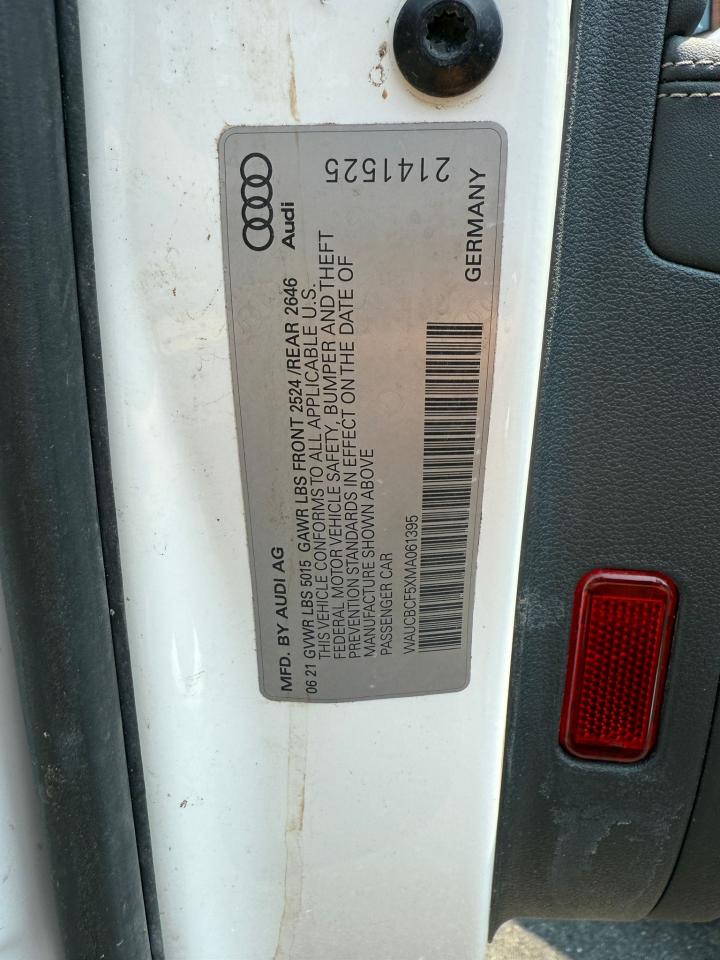 MFD. BY AUDI AG
06 21 GVWR LBS 5015 GAWR LBS FRONT 2524 /REAR 2646
THIS VEHICLE CONFORMS TO ALL APPLICABLE U.S.
FEDERAL MOTOR VEHICLE SAFETY, BUMPER AND THEFT
PREVENTION STANDARDS IN EFFECT ON THE DATE OF
MANUFACTURE SHOWN ABOVE
PASSENGER CAR
WAUCBCF5XMA061395
Audi
2141525
GERMANY